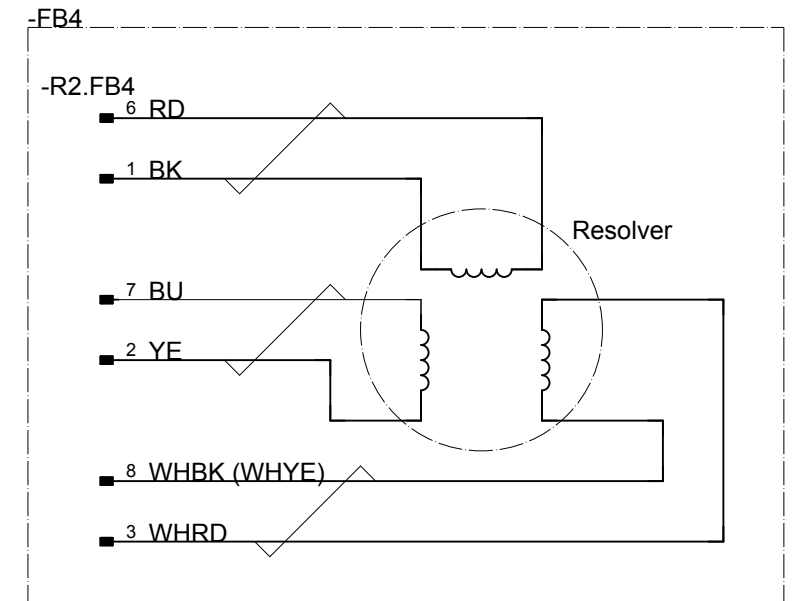 -FB4
-R2.FB4
6 RD
1 BK
Resolver
7 BU
2 YE
8 WHBK (WHYE)
3 WHRD